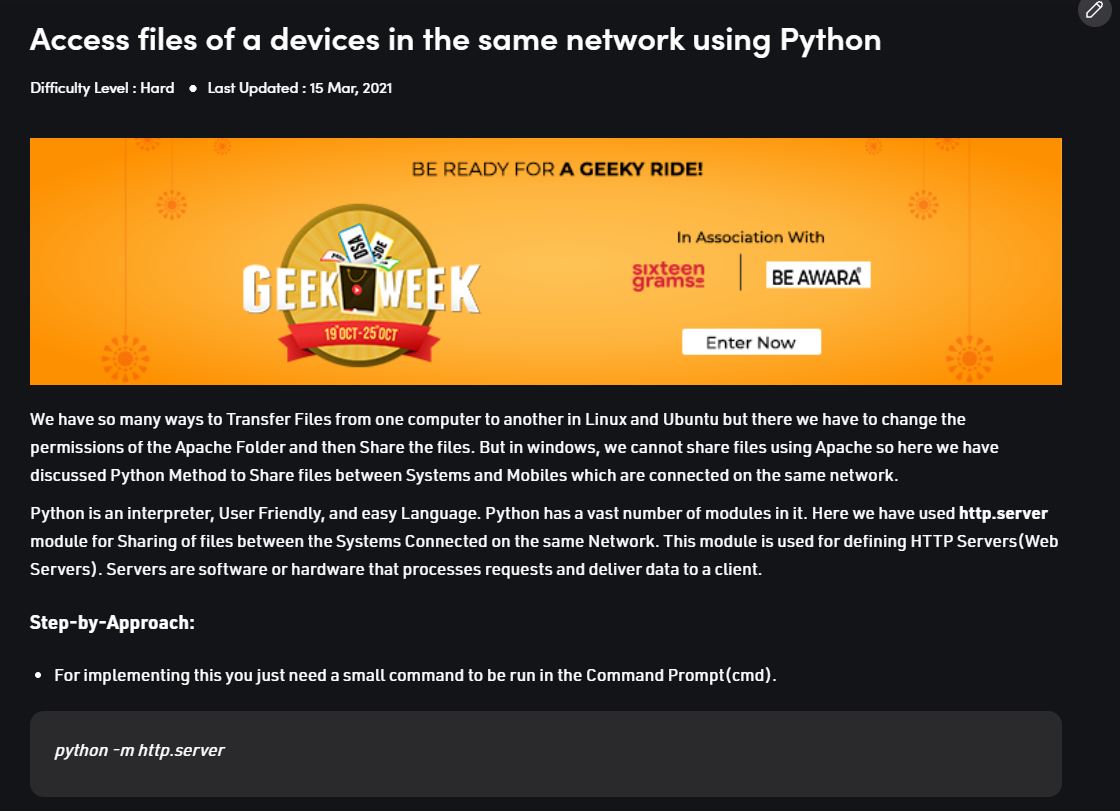 Access files of a devices in the same network using Python
Difficulty Level : Hard ● Last Updated : 15 Mar, 2021
BE READY FOR A GEEKY RIDE!
DSA
SDE
GEEK WEEK
19 OCT-25 OCT
In Association With
sixteen
grams
BE AWARA
Enter Now
We have so many ways to Transfer Files from one computer to another in Linux and Ubuntu but there we have to change the
permissions of the Apache Folder and then Share the files. But in windows, we cannot share files using Apache so here we have
discussed Python Method to Share files between Systems and Mobiles which are connected on the same network.
Python is an interpreter, User Friendly, and easy Language. Python has a vast number of modules in it. Here we have used http.server
module for Sharing of files between the Systems Connected on the same Network. This module is used for defining HTTP Servers(Web
Servers). Servers are software or hardware that processes requests and deliver data to a client.
Step-by-Approach:
• For implementing this you just need a small command to be run in the Command Prompt(cmd).
python -m http.server